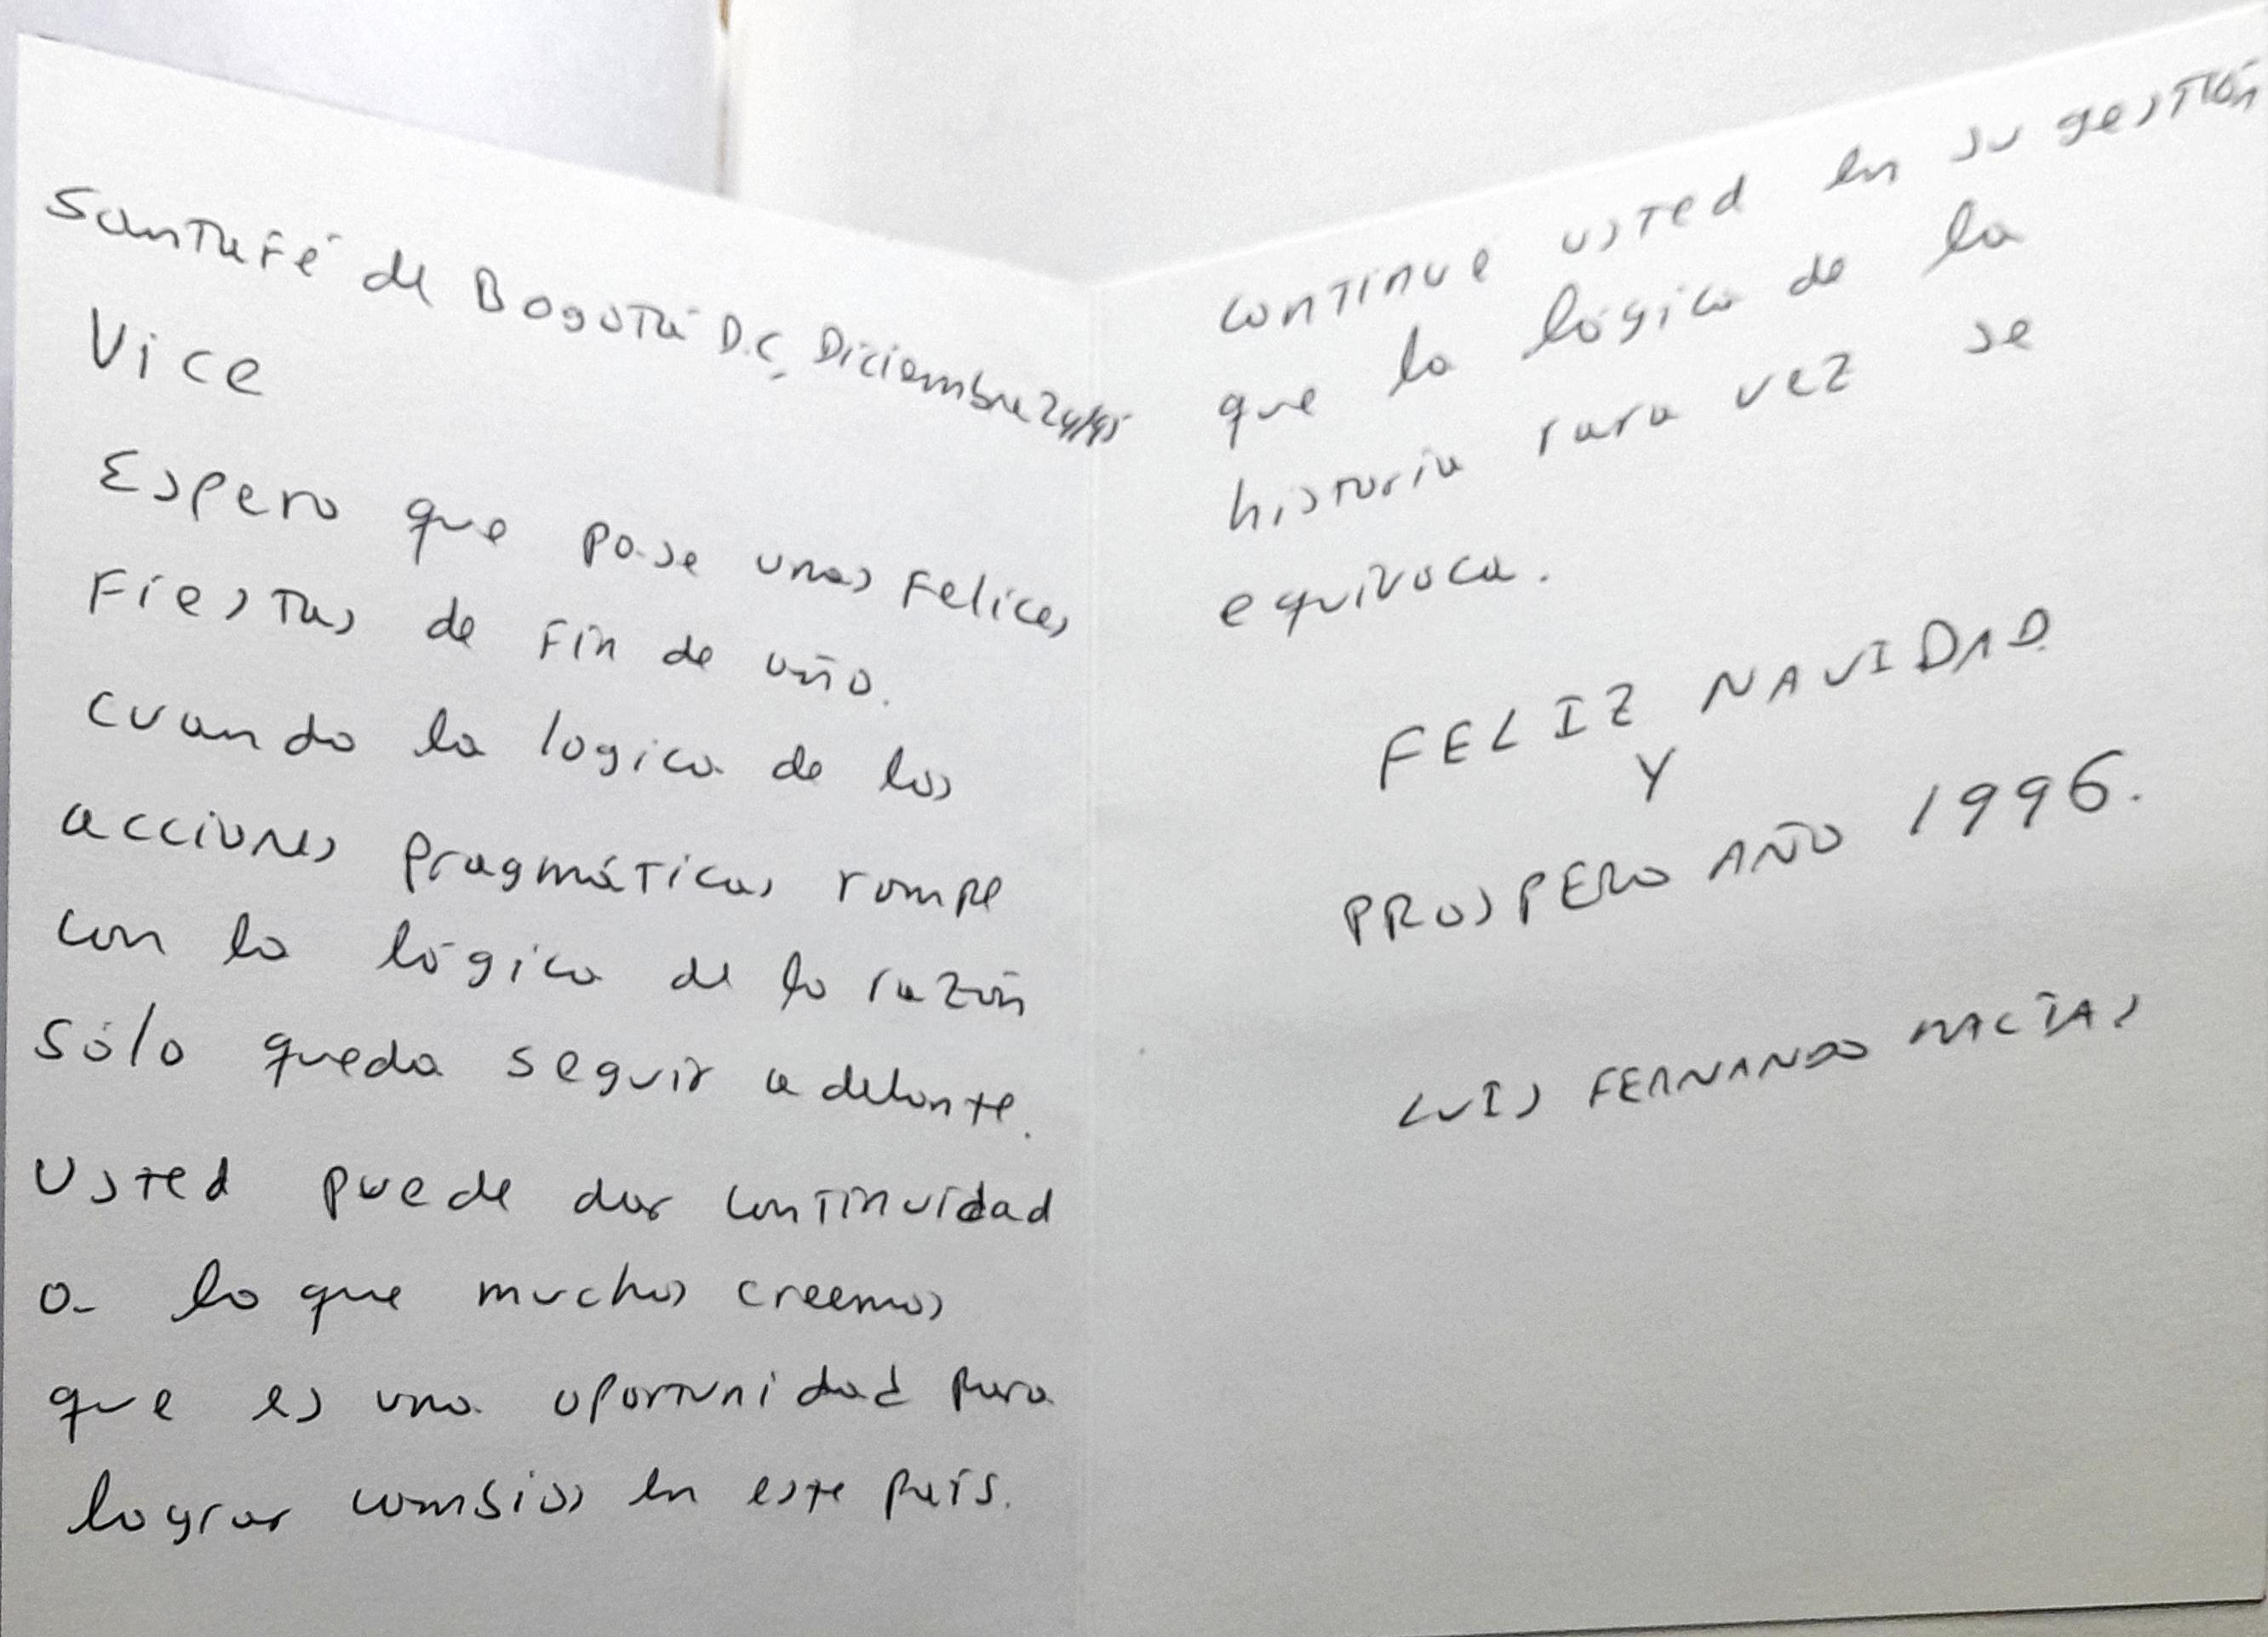 Santafé de Bogotá D.C, Diciembre 24/95
Vice
Espero que pase unas Felices
Fiestas de Fin de año.
cuando la logica de las
acciones pragmáticas rompe
con la lógica de la razón
sólo queda seguir adelante.
Usted puede dar continuidad
a lo que muchos creemos
que es una oportunidad para
lograr cambios en este país.
continue usted en su gestión
que la lógica de la
historia rara vez se
equivoca.
FELIZ NAVIDAD
Y
PROSPERO AÑO 1996.
LUIS FERNANDO MACÍAS